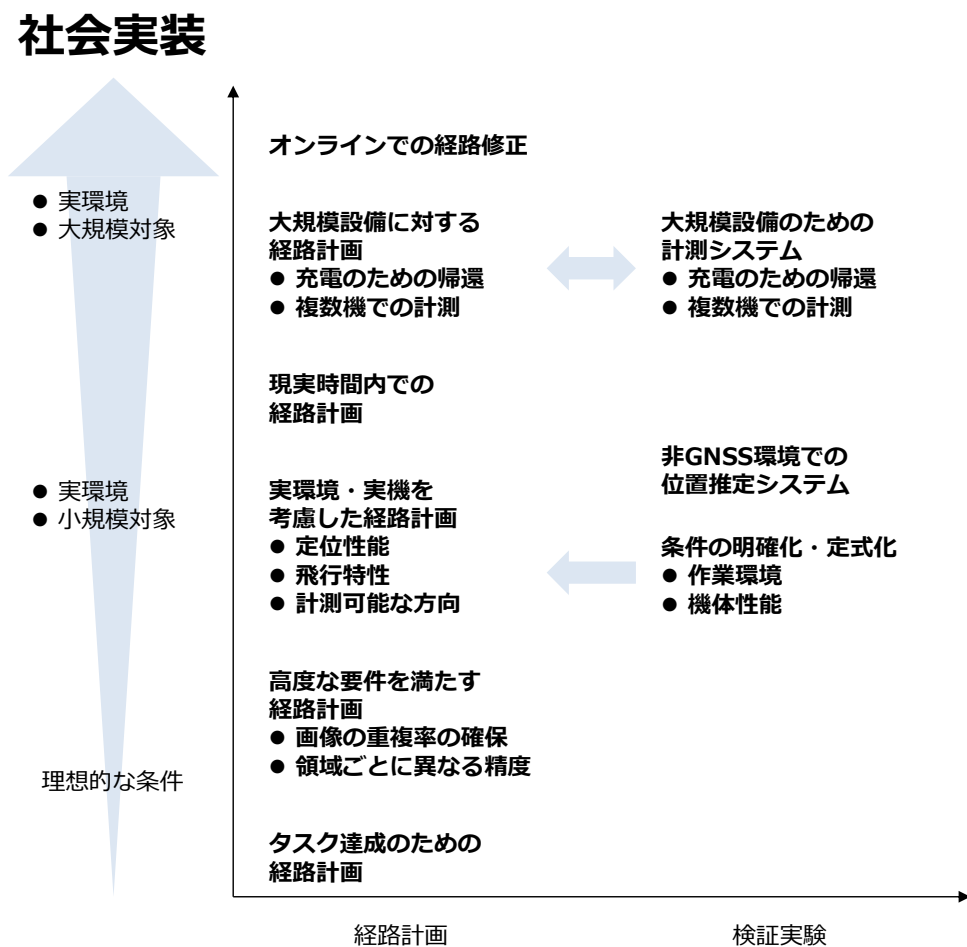 社会実装
● 実環境
● 大規模対象
● 実環境
● 小規模対象
理想的な条件
オンラインでの経路修正
大規模設備に対する
経路計画
● 充電のための帰還
● 複数機での計測
現実時間内での
経路計画
実環境・実機を
考慮した経路計画
● 定位性能
● 飛行特性
● 計測可能な方向
高度な要件を満たす
経路計画
● 画像の重複率の確保
● 領域ごとに異なる精度
タスク達成のための
経路計画
大規模設備のための
計測システム
● 充電のための帰還
● 複数機での計測
非GNSS環境での
位置推定システム
条件の明確化・定式化
● 作業環境
● 機体性能
経路計画
検証実験